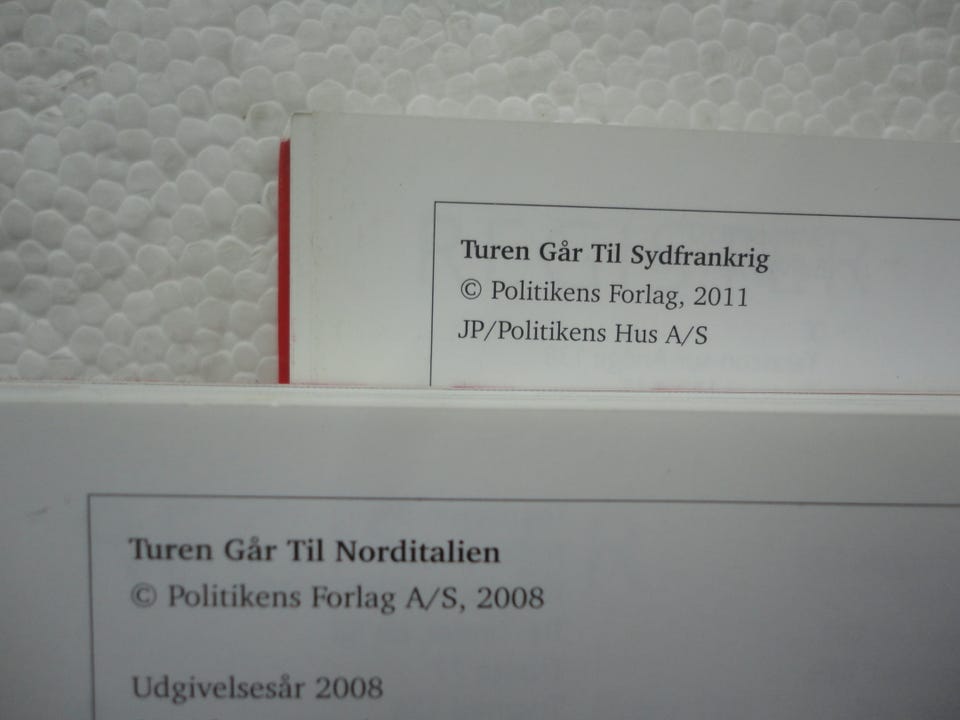 Turen Går Til Sydfrankrig
© Politikens Forlag, 2011
JP/Politikens Hus A/S
Turen Går Til Norditalien
© Politikens Forlag A/S, 2008
Udgivelsesår 2008